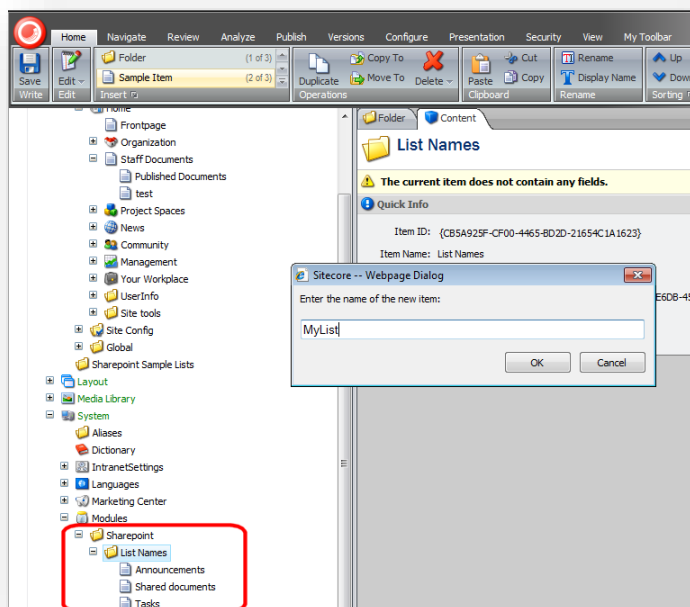 Home Navigate Review Analyze Publish Versions Configure Presentation Security View My Toolbar
Save
Write
Edit
Edit
Folder (1 of 3)
Sample Item (2 of 3)
Insert
Duplicate
Copy To
Move To
Delete
Operations
Paste
Cut
Copy
Clipboard
Rename
Display Name
Rename
Up
Down
Sorting
Home
Frontpage
Organization
Staff Documents
Published Documents
test
Project Spaces
News
Community
Management
Your Workplace
UserInfo
Site tools
Site Config
Global
Sharepoint Sample Lists
Layout
Media Library
System
Aliases
Dictionary
IntranetSettings
Languages
Marketing Center
Modules
Sharepoint
List Names
Announcements
Shared documents
Tasks
Folder Content
List Names
The current item does not contain any fields.
Quick Info
Item ID: {CB5A925F-CF00-4465-BD2D-21654C1A1623}
Item Name: List Names
E6DB-45
Sitecore -- Webpage Dialog
Enter the name of the new item:
MyList
OK Cancel